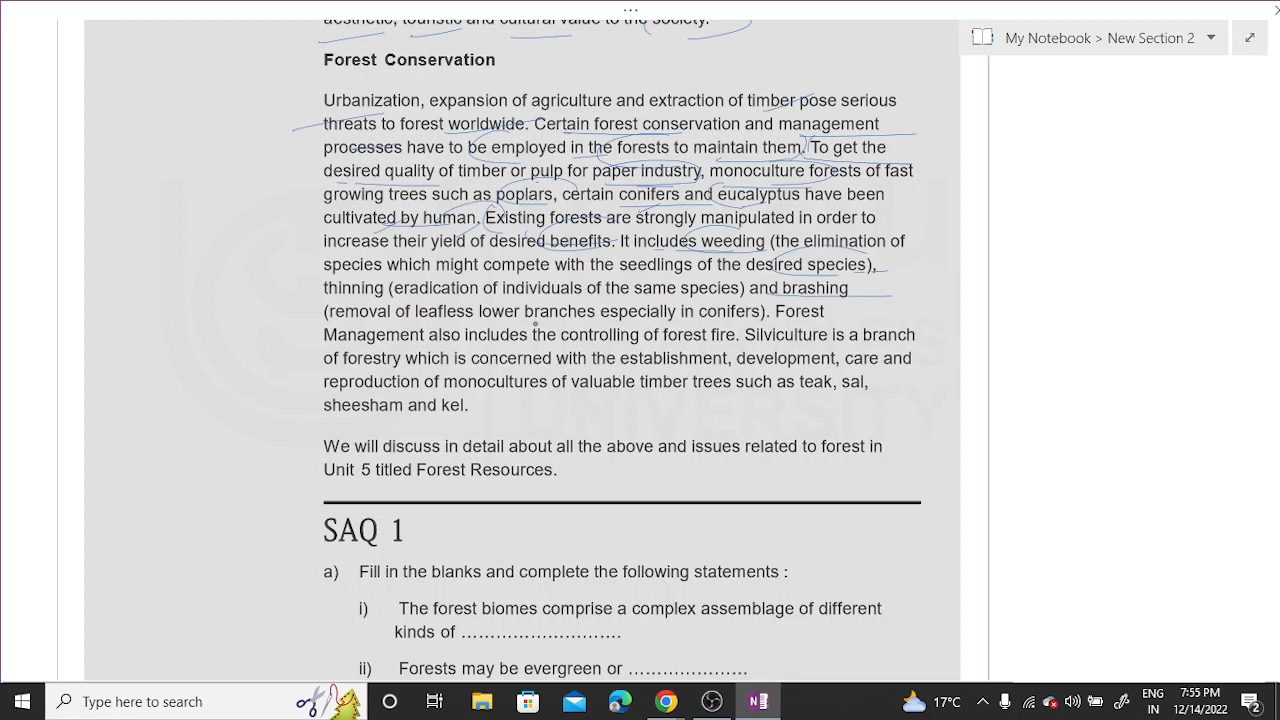 ...
aesthetic, touristic and cultural value to the society.
My Notebook > New Section 2
Forest Conservation
Urbanization, expansion of agriculture and extraction of timber pose serious
threats to forest worldwide. Certain forest conservation and management
processes have to be employed in the forests to maintain them. To get the
desired quality of timber or pulp for paper industry, monoculture forests of fast
growing trees such as poplars, certain conifers and eucalyptus have been
cultivated by human. Existing forests are strongly manipulated in order to
increase their yield of desired benefits. It includes weeding (the elimination of
species which might compete with the seedlings of the desired species),
thinning (eradication of individuals of the same species) and brashing
(removal of leafless lower branches especially in conifers). Forest
Management also includes the controlling of forest fire. Silviculture is a branch
of forestry which is concerned with the establishment, development, care and
reproduction of monocultures of valuable timber trees such as teak, sal,
sheesham and kel.
We will discuss in detail about all the above and issues related to forest in
Unit 5 titled Forest Resources.
SAQ 1
a) Fill in the blanks and complete the following statements :
i) The forest biomes comprise a complex assemblage of different
kinds of ...........................
ii) Forests may be evergreen or ....................
UNIVERSITY
Type here to search
17°C
ENG
IN
7:55 PM
12/14/2022
2